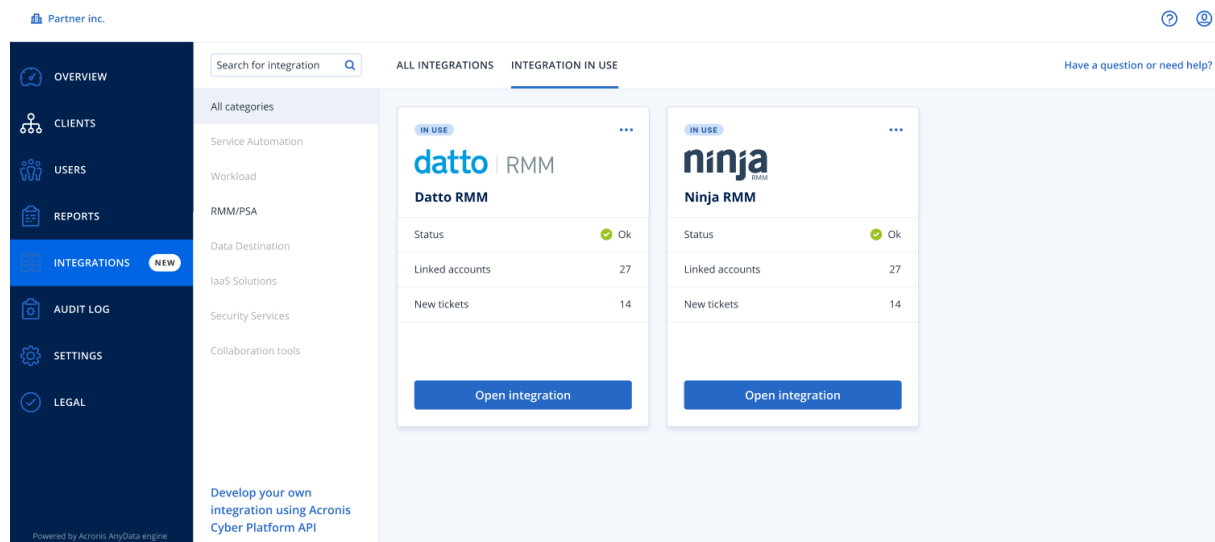 Partner inc.
OVERVIEW
CLIENTS
USERS
REPORTS
INTEGRATIONS NEW
AUDIT LOG
SETTINGS
LEGAL
Powered by Acronis AnyData engine
Search for integration
All categories
Service Automation
Workload
RMM/PSA
Data Destination
IaaS Solutions
Security Services
Collaboration tools
Develop your own
integration using Acronis
Cyber Platform API
ALL INTEGRATIONS INTEGRATION IN USE
Have a question or need help?
IN USE
datto | RMM
Datto RMM
Status Ok
Linked accounts 27
New tickets 14
Open integration
IN USE
ninja
RMM
Ninja RMM
Status Ok
Linked accounts 27
New tickets 14
Open integration